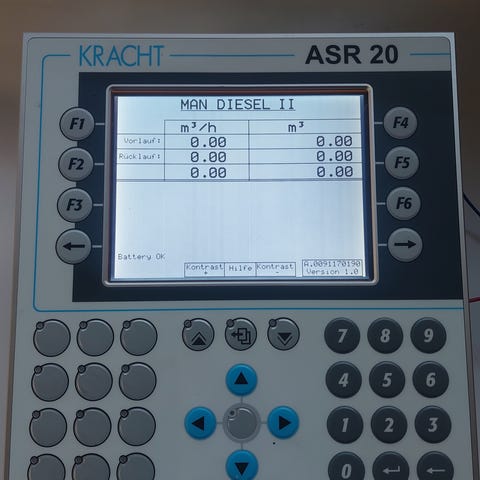 KRACHT ASR 20
MAN DIESEL II
m³/h m³
Vorlauf: 0.00 0.00
Rücklauf: 0.00 0.00
0.00 0.00
Battery OK
Kontrast + Hilfe Kontrast - A.0091170190
Version 1.0
F1 F4
F2 F5
F3 F6
← →
7 8 9
4 5 6
1 2 3
0